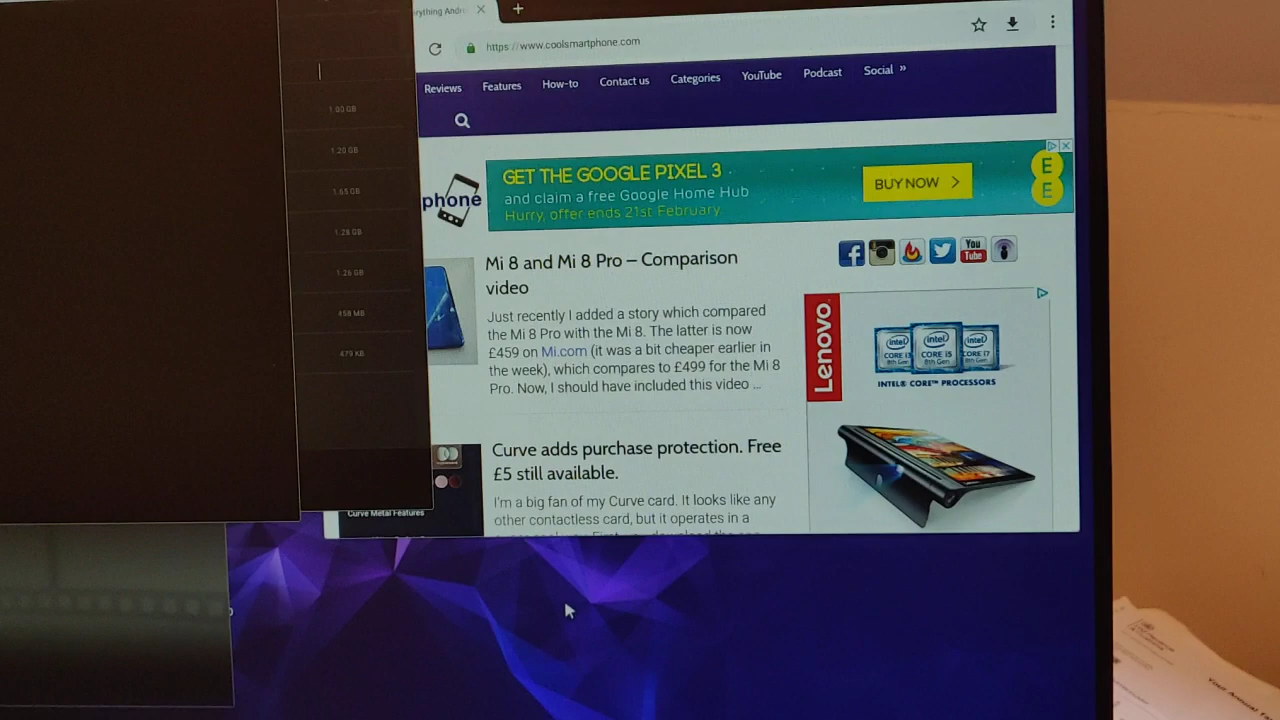 https://www.coolsmartphone.com
Reviews Features How-to Contact us Categories YouTube Podcast Social »
1.00 GB
1.20 GB
1.65 GB
1.28 GB
1.26 GB
458 MB
479 KB
phone
GET THE GOOGLE PIXEL 3
and claim a free Google Home Hub
Hurry, offer ends 21st February.
BUY NOW
E
E
Mi 8 and Mi 8 Pro – Comparison
video
Just recently I added a story which compared
the Mi 8 Pro with the Mi 8. The latter is now
£459 on Mi.com (it was a bit cheaper earlier in
the week), which compares to £499 for the Mi 8
Pro. Now, I should have included this video ...
You
Tube
Lenovo
intel intel intel
CORE i3 CORE i5 CORE i7
8th Gen 8th Gen 8th Gen
INTEL® CORE™ PROCESSORS
Curve adds purchase protection. Free
£5 still available.
I'm a big fan of my Curve card. It looks like any
other contactless card, but it operates in a
Curve Metal Features
Your Annual